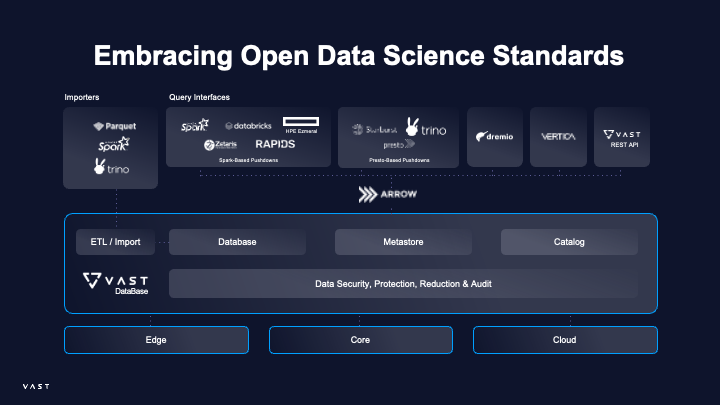 Embracing Open Data Science Standards
Importers
Query Interfaces
Parquet
Spark
trino
Spark
databricks
HPE Ezmeral
Zetaris
RAPIDS
Spark-Based Pushdowns
Starburst
trino
presto
Presto-Based Pushdowns
dremio
VERTICA
VAST
REST API
ARROW
ETL / Import
Database
Metastore
Catalog
VAST
DataBase
Data Security, Protection, Reduction & Audit
Edge
Core
Cloud
VAST